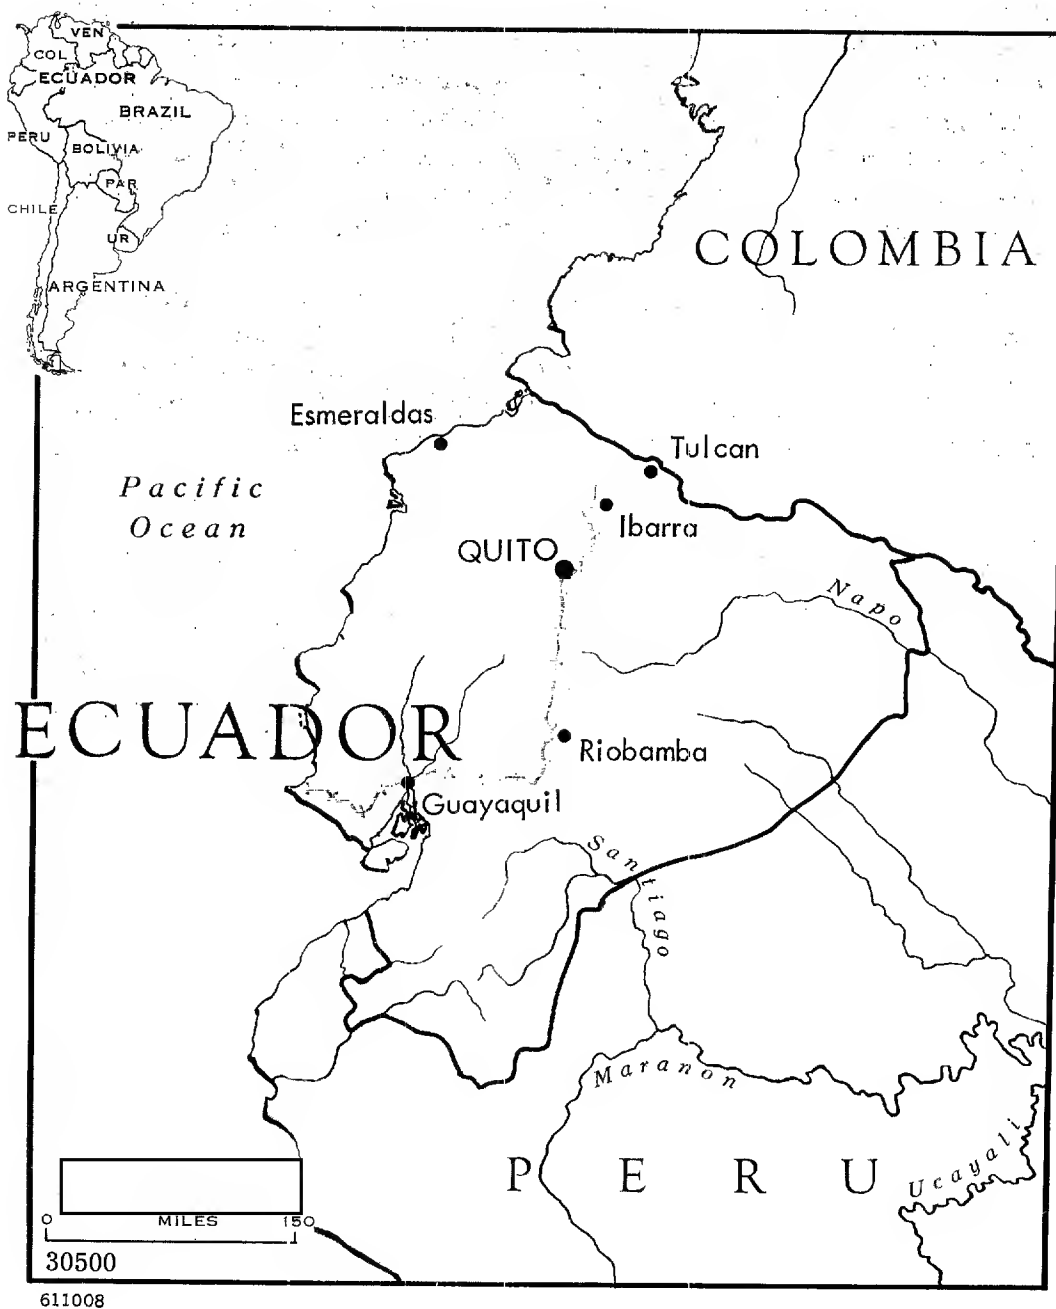 VEN
COL
ECUADOR
BRAZIL
PERU
BOLIVIA
PAR
CHILE
UR
ARGENTINA
COLOMBIA
Esmeraldas
Tulcan
Pacific
Ocean
Ibarra
QUITO
Napo
ECUADOR
Riobamba
Guayaquil
Santiago
Maranon
PERU
Ucayali
0 MILES 150
30500
611008